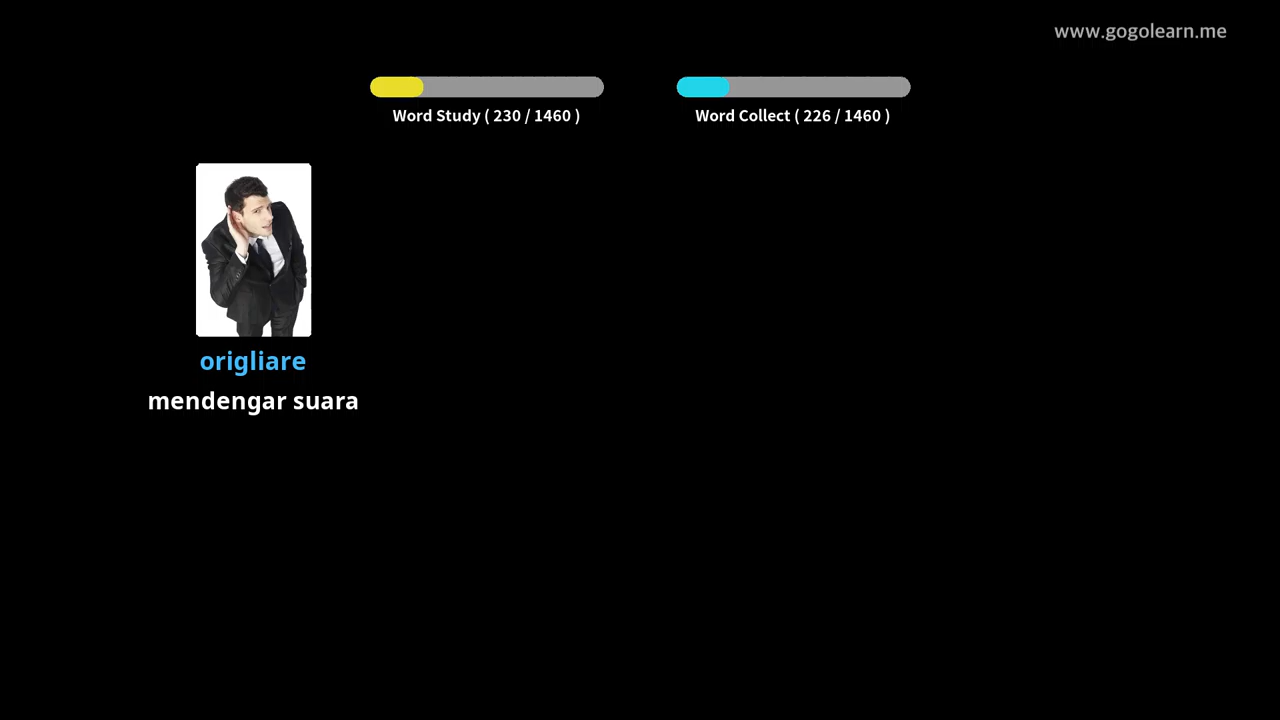 www.gogolearn.me
Word Study ( 230 / 1460 )
Word Collect ( 226 / 1460 )
origliare
mendengar suara